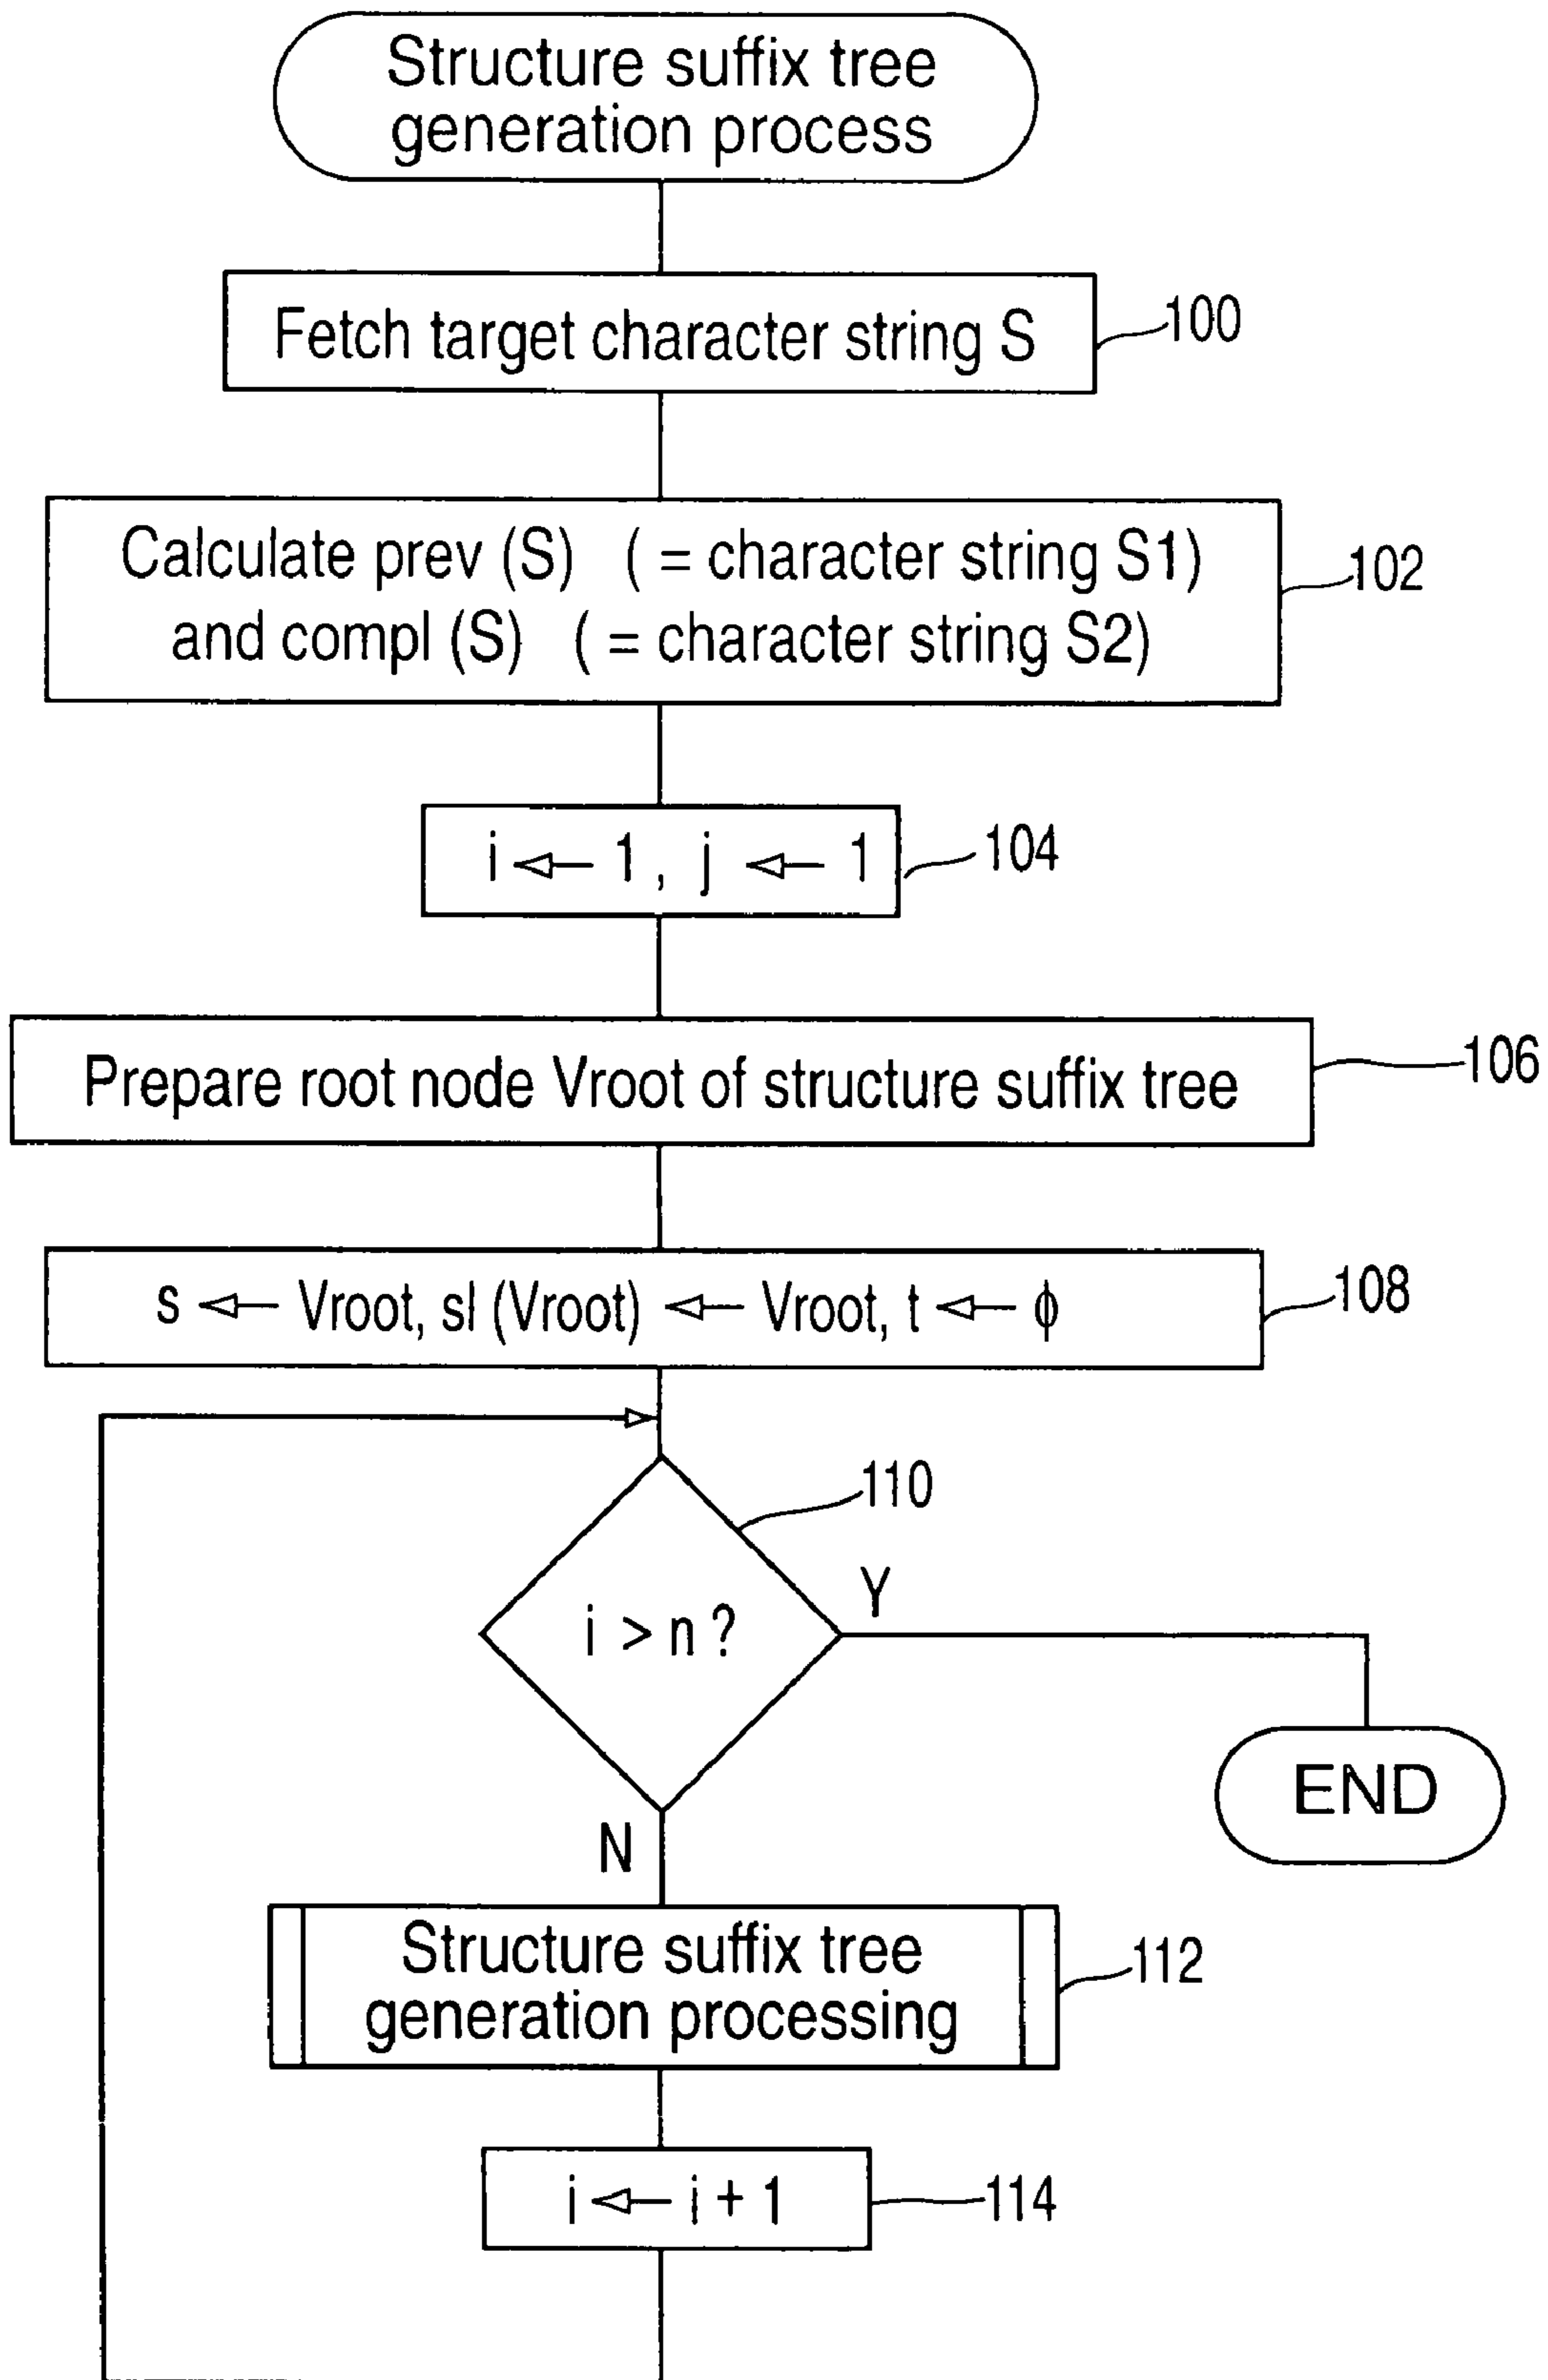 Structure suffix tree
generation process
Fetch target character string S
100
Calculate prev (S) ( = character string S1)
and compl (S) ( = character string S2)
102
i ← 1 , j ← 1
104
Prepare root node Vroot of structure suffix tree
106
s ← Vroot, sl (Vroot) ← Vroot, t ← ϕ
108
110
i > n ?
Y
END
N
Structure suffix tree
generation processing
112
i ← i + 1
114